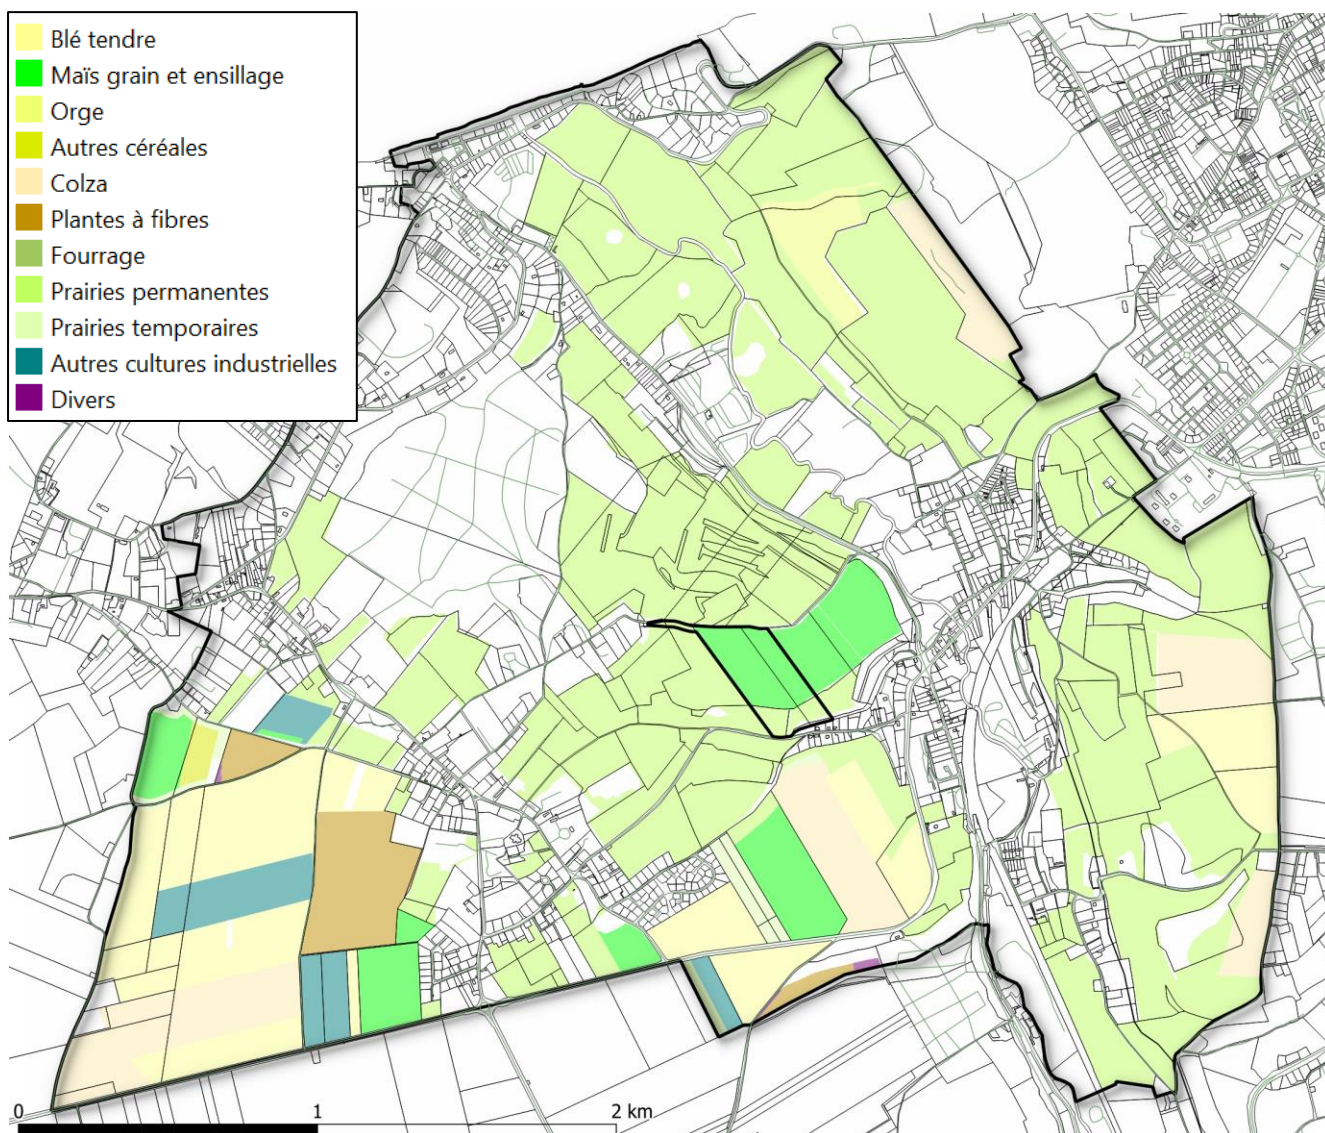 Blé tendre
Maïs grain et ensillage
Orge
Autres céréales
Colza
Plantes à fibres
Fourrage
Prairies permanentes
Prairies temporaires
Autres cultures industrielles
Divers
0 1 2 km